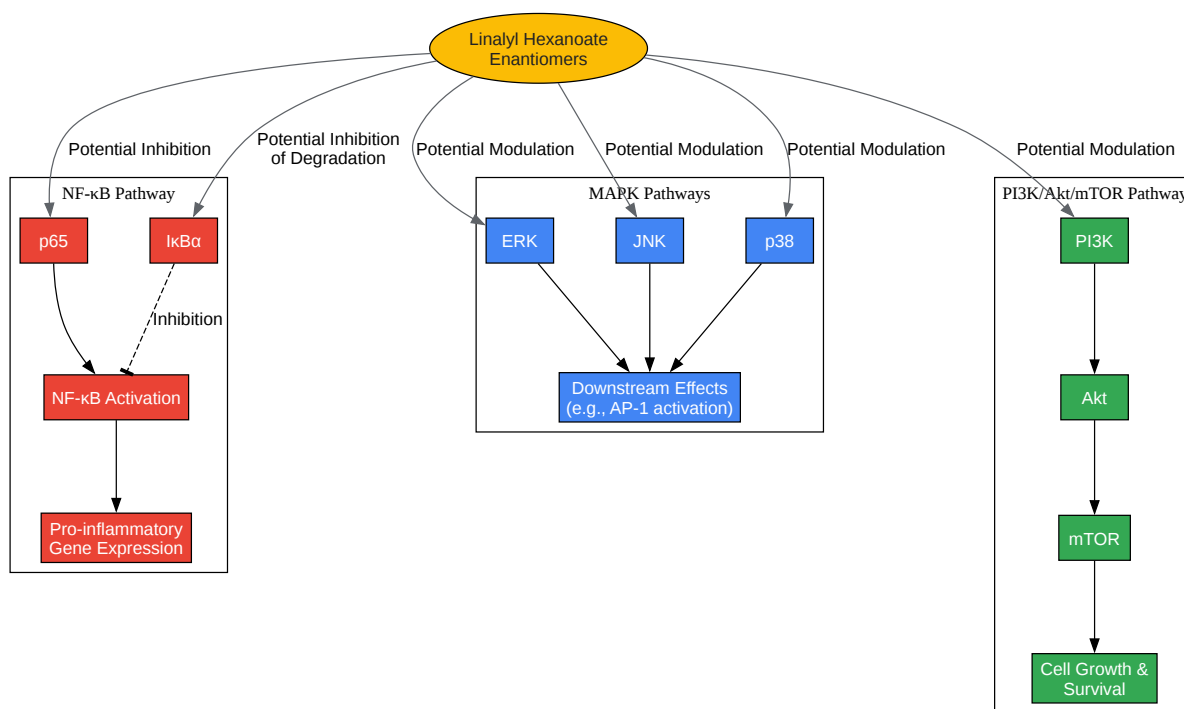 Linalyl Hexanoate
Enantiomers
Potential Inhibition
Potential Inhibition
of Degradation
Potential Modulation
Potential Modulation
Potential Modulation
Potential Modulation
NF-κB Pathway
p65
IκBα
Inhibition
NF-κB Activation
Pro-inflammatory
Gene Expression
MAPK Pathways
ERK
JNK
p38
Downstream Effects
(e.g., AP-1 activation)
PI3K/Akt/mTOR Pathway
PI3K
Akt
mTOR
Cell Growth &
Survival